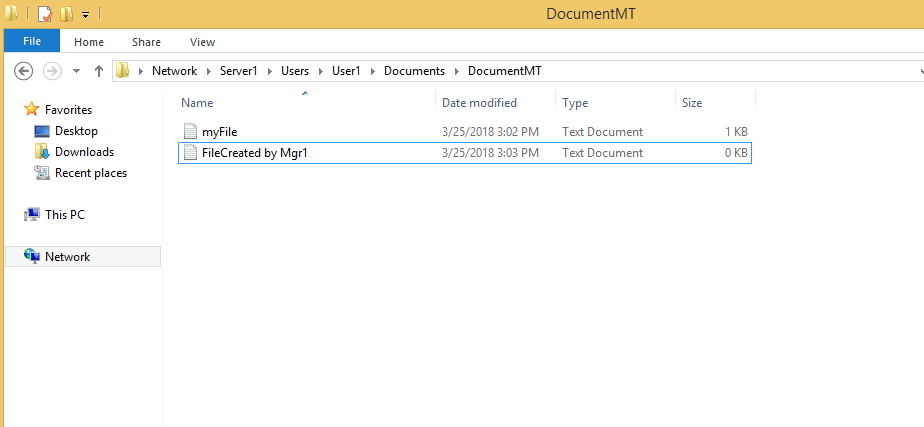 DocumentMT
File Home Share View
Network Server1 Users User1 Documents DocumentMT
Favorites
Desktop
Downloads
Recent places
This PC
Network
Name Date modified Type Size
myFile 3/25/2018 3:02 PM Text Document 1 KB
FileCreated by Mgr1 3/25/2018 3:03 PM Text Document 0 KB